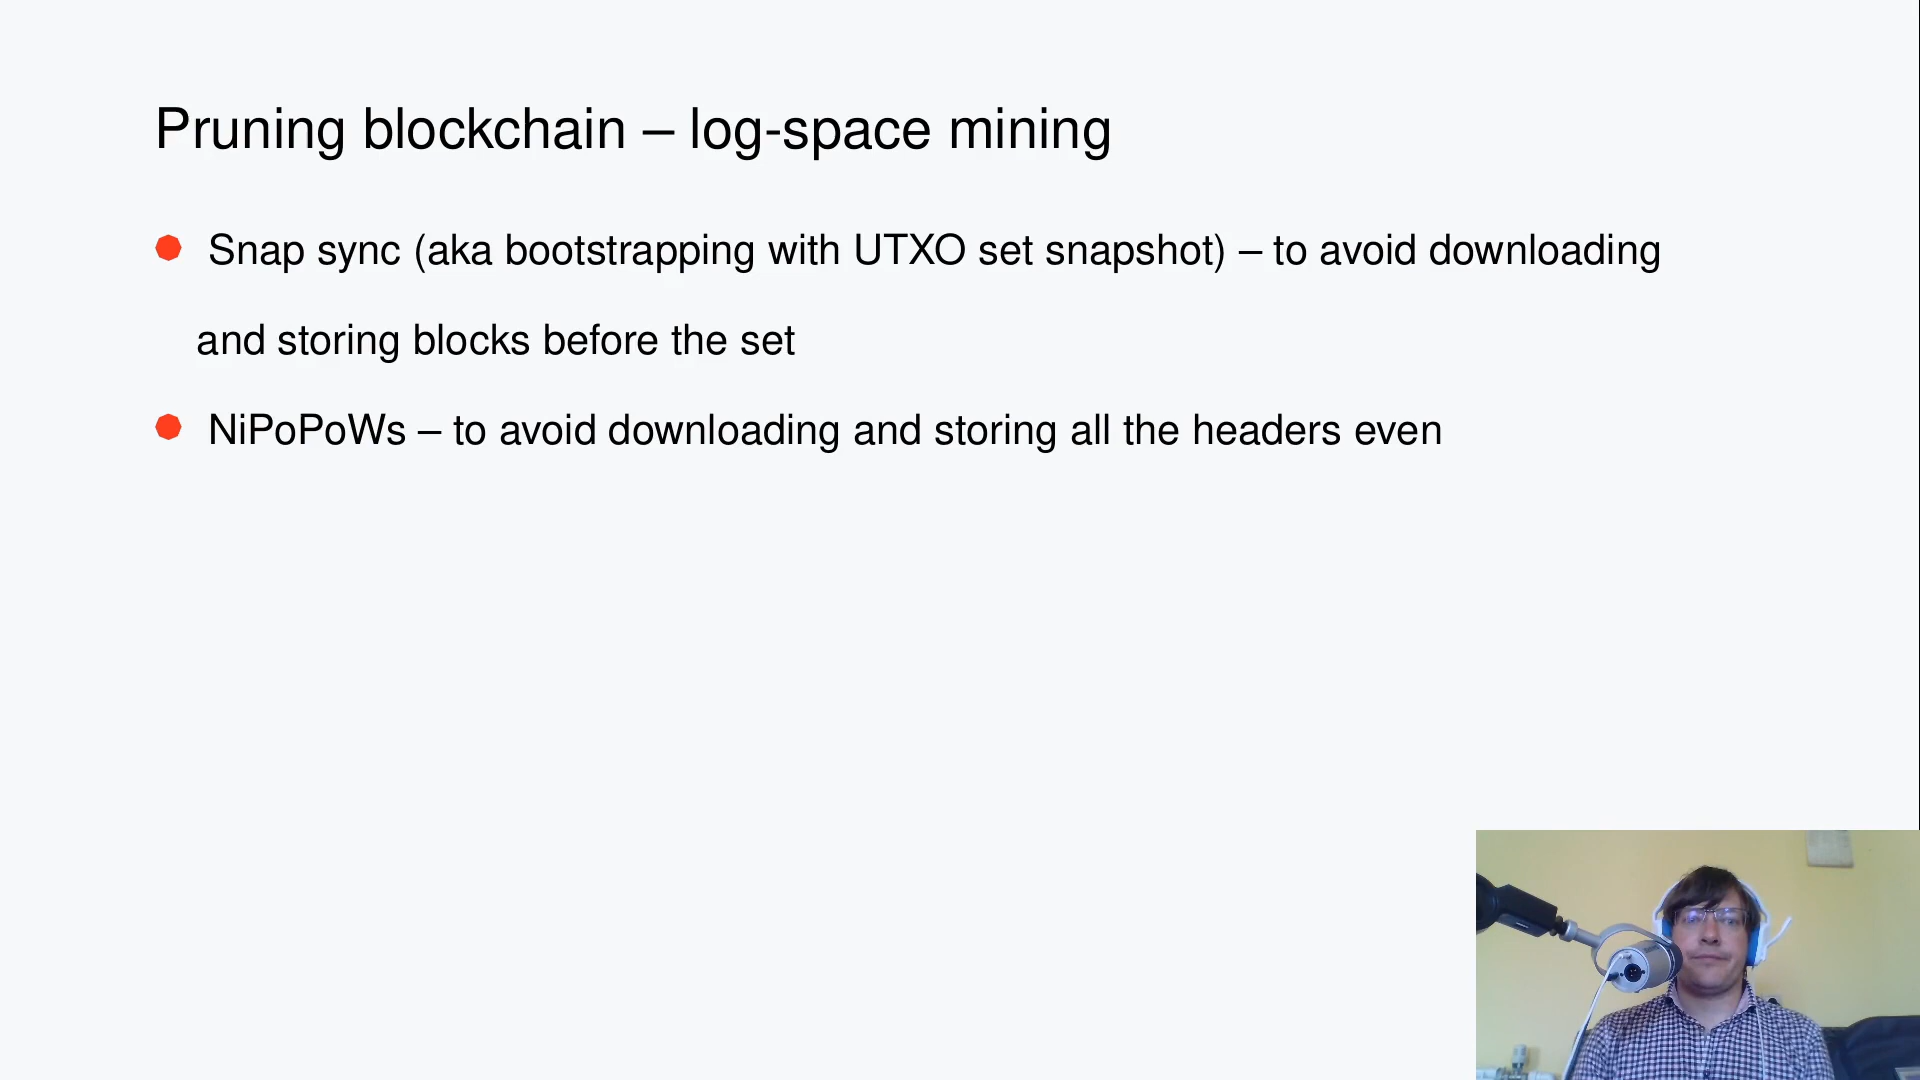 Pruning blockchain – log-space mining
Snap sync (aka bootstrapping with UTXO set snapshot) – to avoid downloading
and storing blocks before the set
NiPoPoWs – to avoid downloading and storing all the headers even